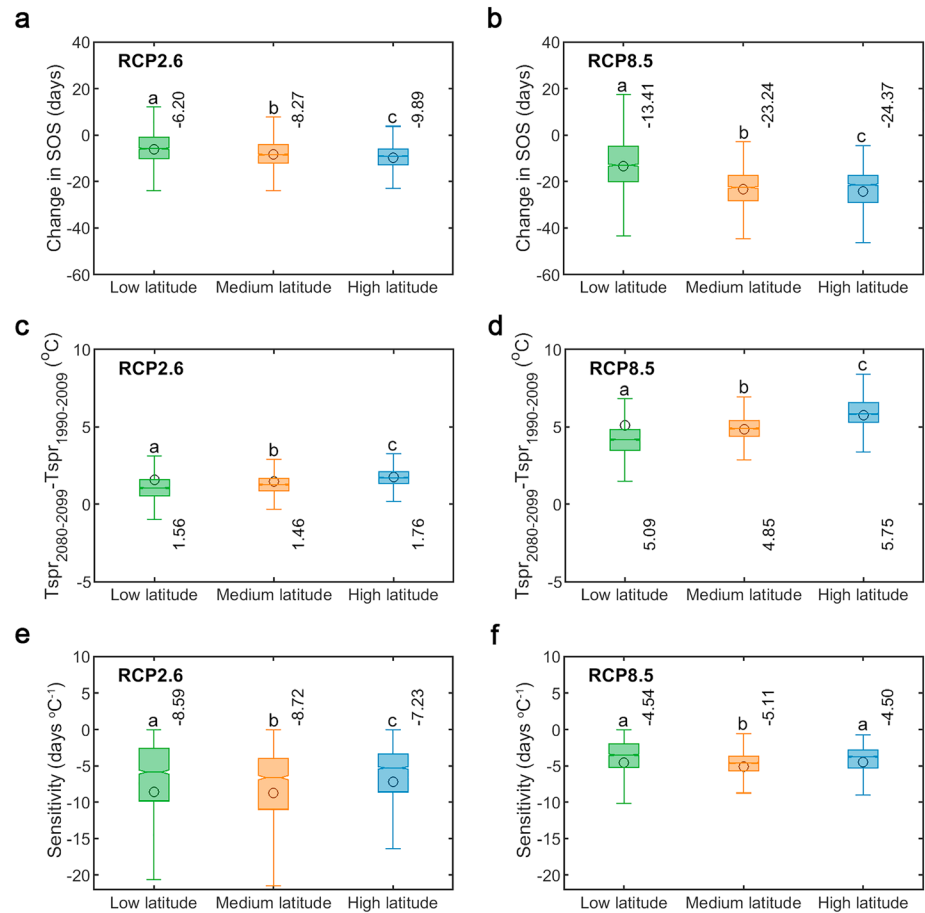 a
b
RCP2.6
RCP8.5
Change in SOS (days)
40
20
0
-20
-40
-60
a
-6.20
b
-8.27
c
-9.89
Low latitude
Medium latitude
High latitude
Change in SOS (days)
40
20
0
-20
-40
-60
a
-13.41
b
-23.24
c
-24.37
Low latitude
Medium latitude
High latitude
c
d
RCP2.6
RCP8.5
Tspr2080-2099-Tspr1990-2009 (oC)
10
5
0
-5
a
1.56
b
1.46
c
1.76
Low latitude
Medium latitude
High latitude
Tspr2080-2099-Tspr1990-2009 (oC)
10
5
0
-5
a
5.09
b
4.85
c
5.75
Low latitude
Medium latitude
High latitude
e
f
RCP2.6
RCP8.5
Sensitivity (days oC-1)
10
5
0
-5
-10
-15
-20
a
-8.59
b
-8.72
c
-7.23
Low latitude
Medium latitude
High latitude
Sensitivity (days oC-1)
10
5
0
-5
-10
-15
-20
a
-4.54
b
-5.11
a
-4.50
Low latitude
Medium latitude
High latitude